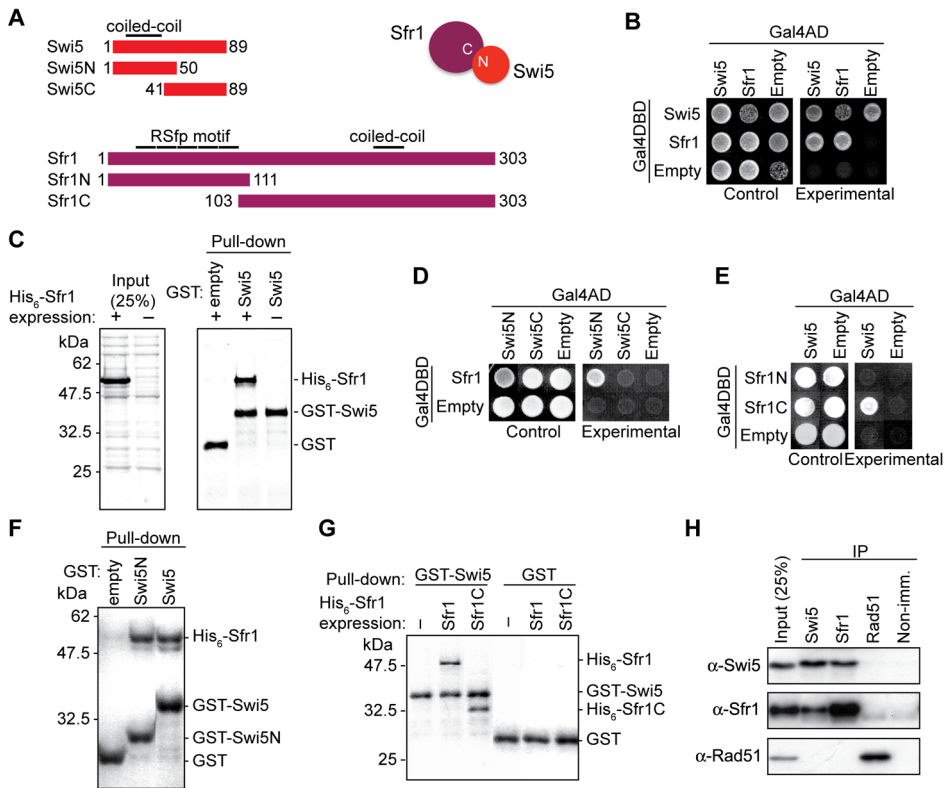 A
coiled-coil
Swi5 1 89
Swi5N 1 50
Swi5C 41 89
Sfr1 C N Swi5
RSfp motif coiled-coil
Sfr1 1 303
Sfr1N 1 111
Sfr1C 103 303
B
Gal4AD
Swi5 Sfr1 Empty Swi5 Sfr1 Empty
Gal4DBD
Swi5
Sfr1
Empty
Control Experimental
C
Pull-down
Input (25%)
GST: empty Swi5 Swi5
His6-Sfr1 expression: + – + + –
kDa
62
47.5
32.5
25
His6-Sfr1
GST-Swi5
GST
D
Gal4AD
Swi5N Swi5C Empty Swi5N Swi5C Empty
Gal4DBD
Sfr1
Empty
Control Experimental
E
Gal4AD
Swi5 Empty Swi5 Empty
Gal4DBD
Sfr1N
Sfr1C
Empty
Control Experimental
F
Pull-down
GST: empty Swi5N Swi5
kDa
62
47.5
32.5
His6-Sfr1
GST-Swi5
GST-Swi5N
GST
G
Pull-down: GST-Swi5 GST
His6-Sfr1 expression: – Sfr1 Sfr1C – Sfr1 Sfr1C
kDa
47.5
32.5
25
His6-Sfr1
GST-Swi5
His6-Sfr1C
GST
H
IP
Input (25%) Swi5 Sfr1 Rad51 Non-imm.
α-Swi5
α-Sfr1
α-Rad51